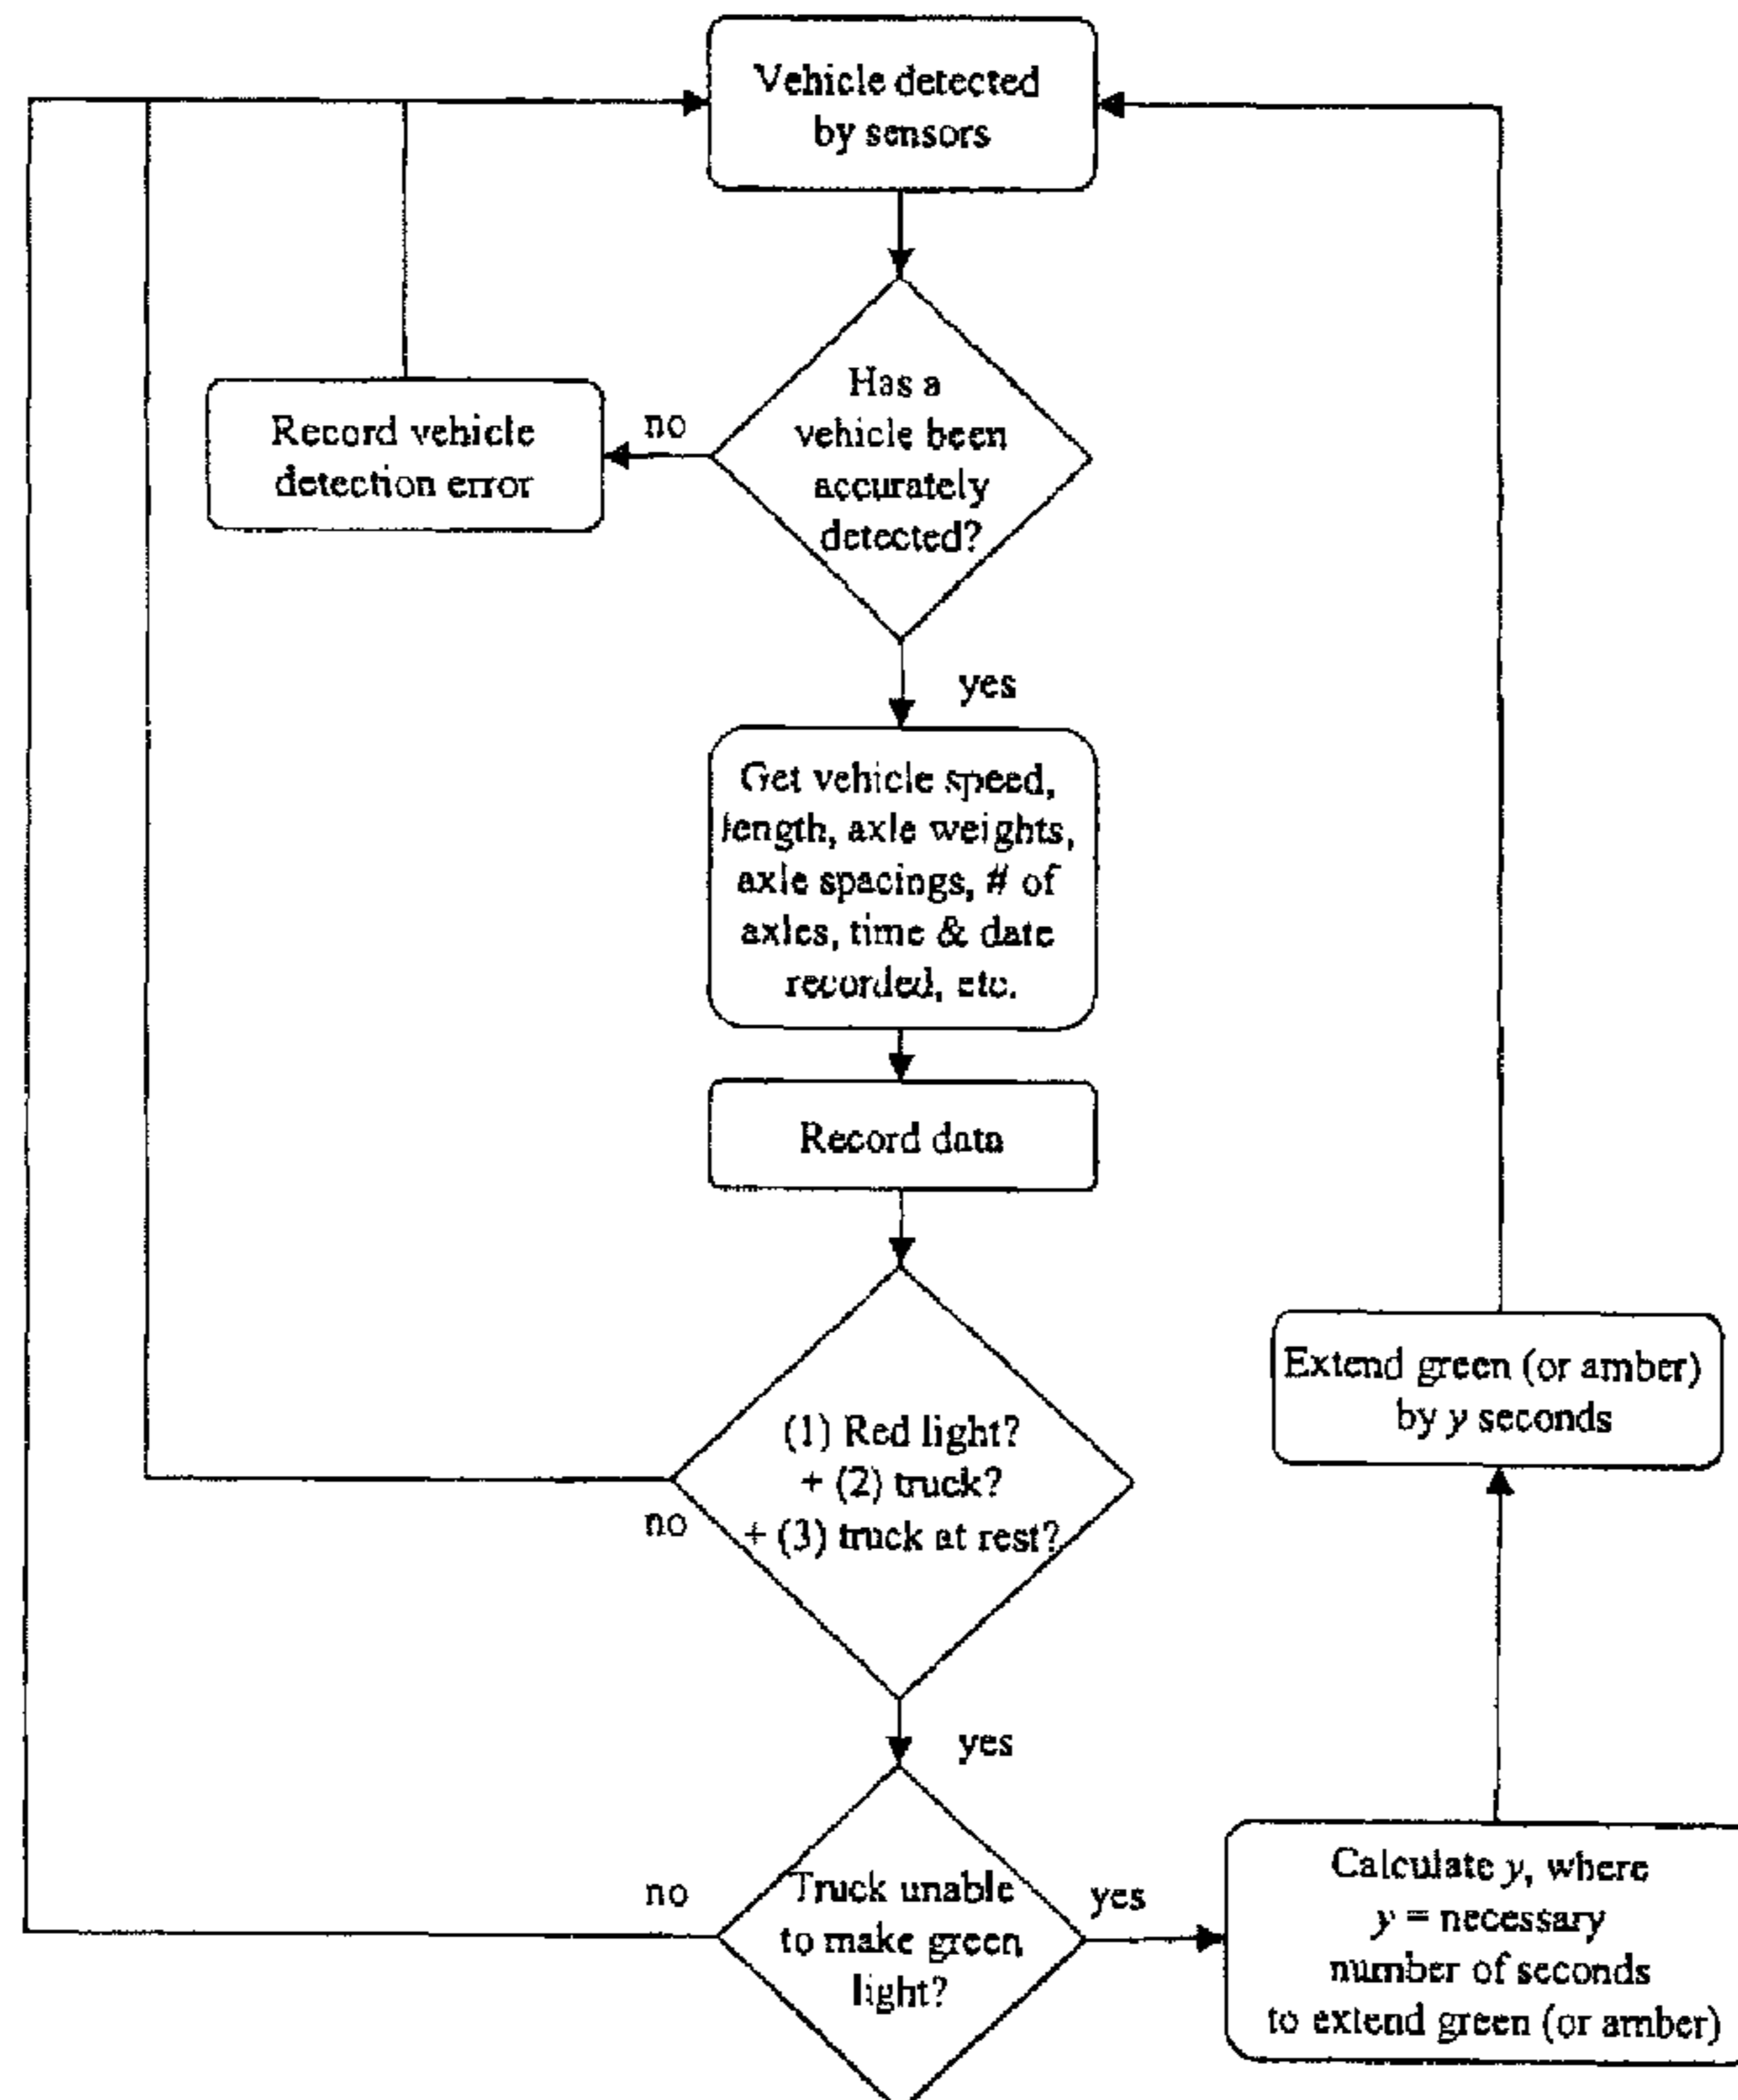 Vehicle detected
by sensors
Has a
vehicle been
accurately
detected?
no
Record vehicle
detection error
yes
Get vehicle speed,
length, axle weights,
axle spacings, # of
axles, time & date
recorded, etc.
Record data
(1) Red light?
+ (2) truck?
+ (3) truck at rest?
no
Extend green (or amber)
by y seconds
yes
Truck unable
to make green
light?
no
yes
Calculate y, where
y = necessary
number of seconds
to extend green (or amber)